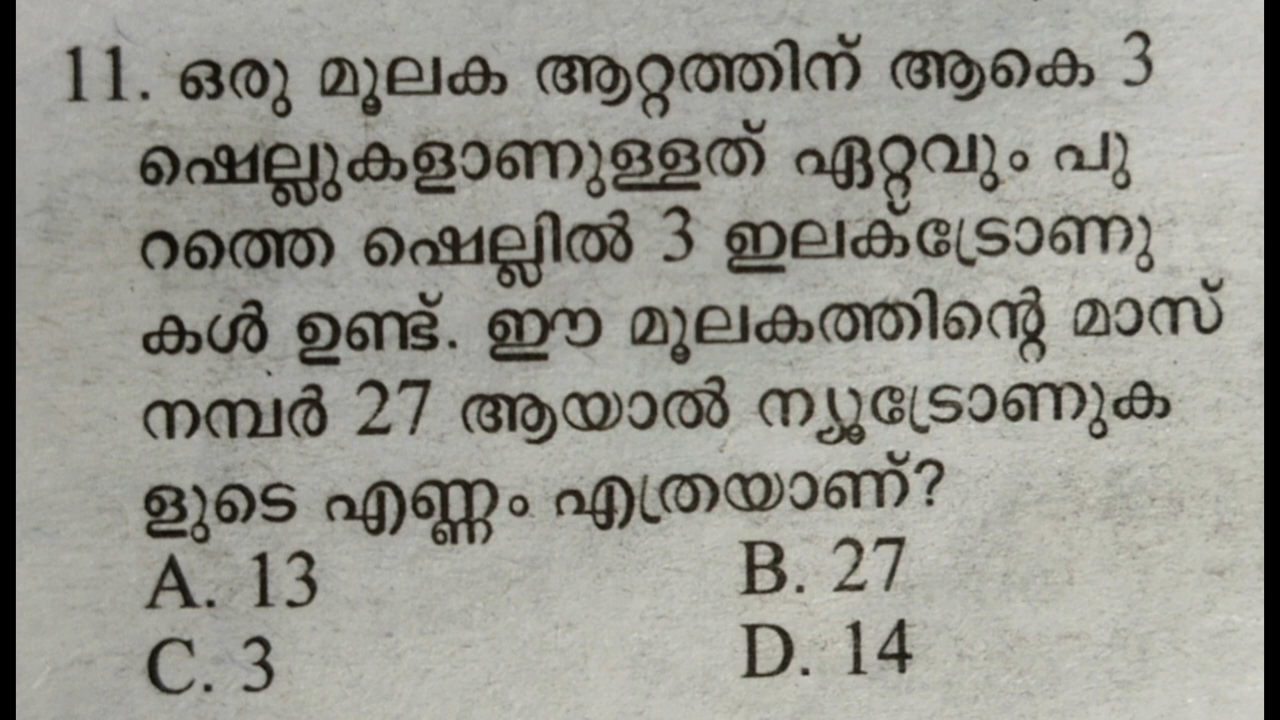 11. ഒരു മൂലക ആറ്റത്തിന് ആകെ 3
ഷെല്ലുകളാണുള്ളത് ഏറ്റവും പു
റത്തെ ഷെല്ലിൽ 3 ഇലക്ട്രോണു
കൾ ഉണ്ട്. ഈ മൂലകത്തിന്റെ മാസ്
നമ്പർ 27 ആയാൽ ന്യൂട്രോണുക
ളുടെ എണ്ണം എത്രയാണ്?
A. 13 B. 27
C. 3 D. 14